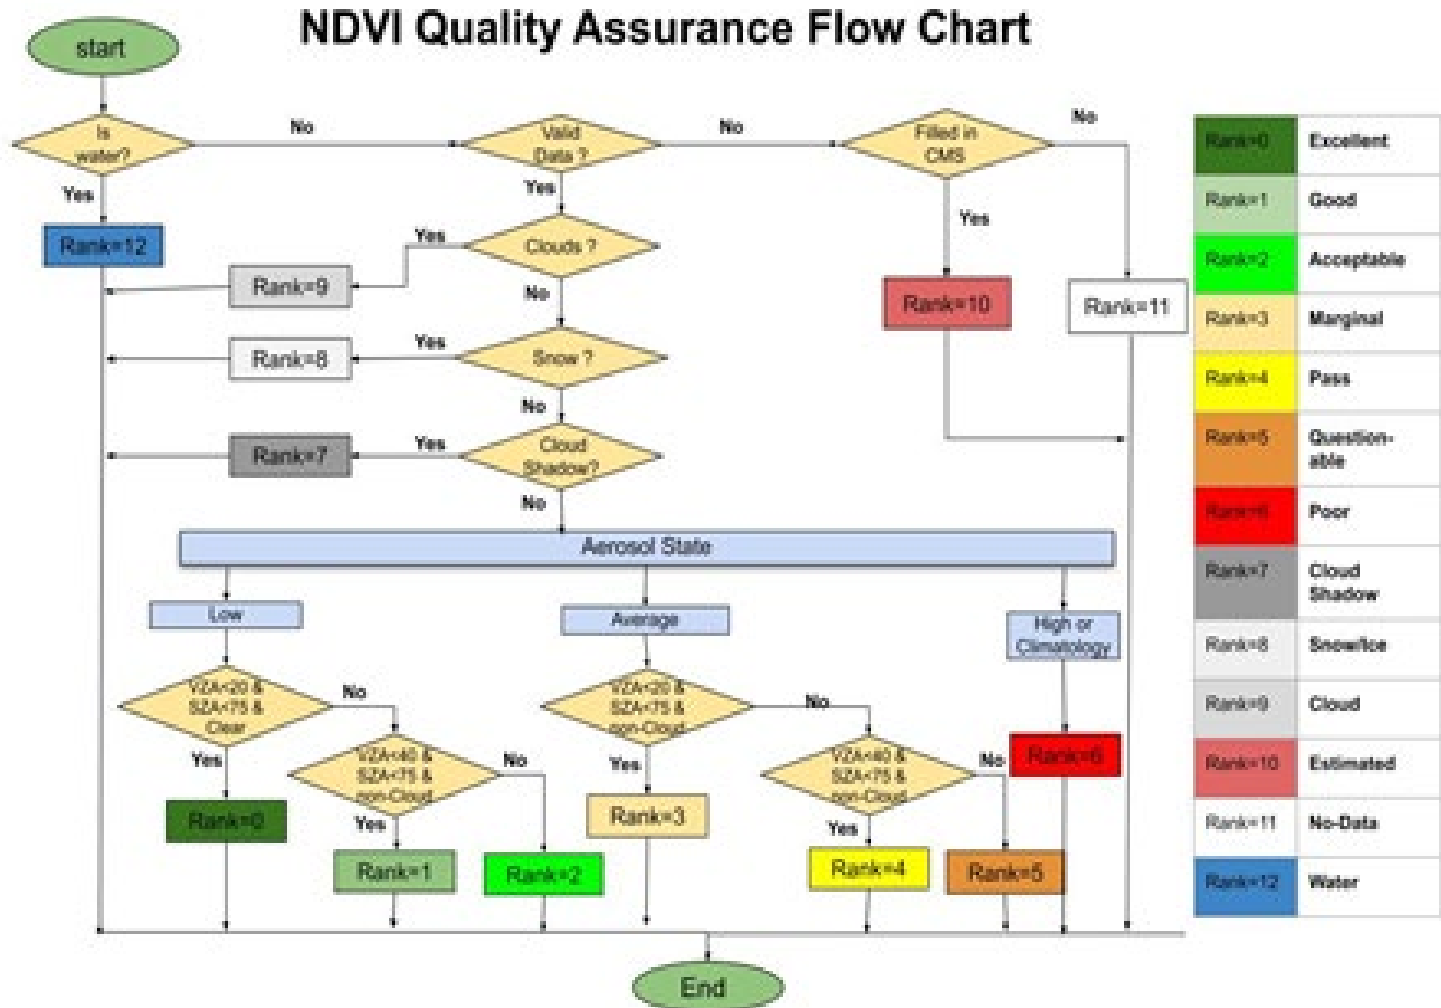 NDVI Quality Assurance Flow Chart
start
Is
water?
No
Valid
Data ?
No
Filled in
CMS
No
Yes
Yes
Yes
Rank=12
Clouds ?
Yes
Rank=9
No
Rank=10
Rank=11
Snow ?
Yes
Rank=8
No
Cloud
Shadow?
Yes
Rank=7
No
Aerosol State
Low
Average
High or
Climatology
VZA<20 &
SZA<75 &
Clear
No
Yes
VZA<40 &
SZA<75 &
non-Cloud
No
Yes
Rank=0
Rank=1
Rank=2
VZA<20 &
SZA<75 &
non-Cloud
No
Yes
VZA<40 &
SZA<75 &
non-Cloud
No
Yes
Rank=3
Rank=4
Rank=5
Rank=6
End
Rank=0 Excellent
Rank=1 Good
Rank=2 Acceptable
Rank=3 Marginal
Rank=4 Pass
Rank=5 Question-
able
Rank=6 Poor
Rank=7 Cloud
Shadow
Rank=8 Snow/Ice
Rank=9 Cloud
Rank=10 Estimated
Rank=11 No-Data
Rank=12 Water